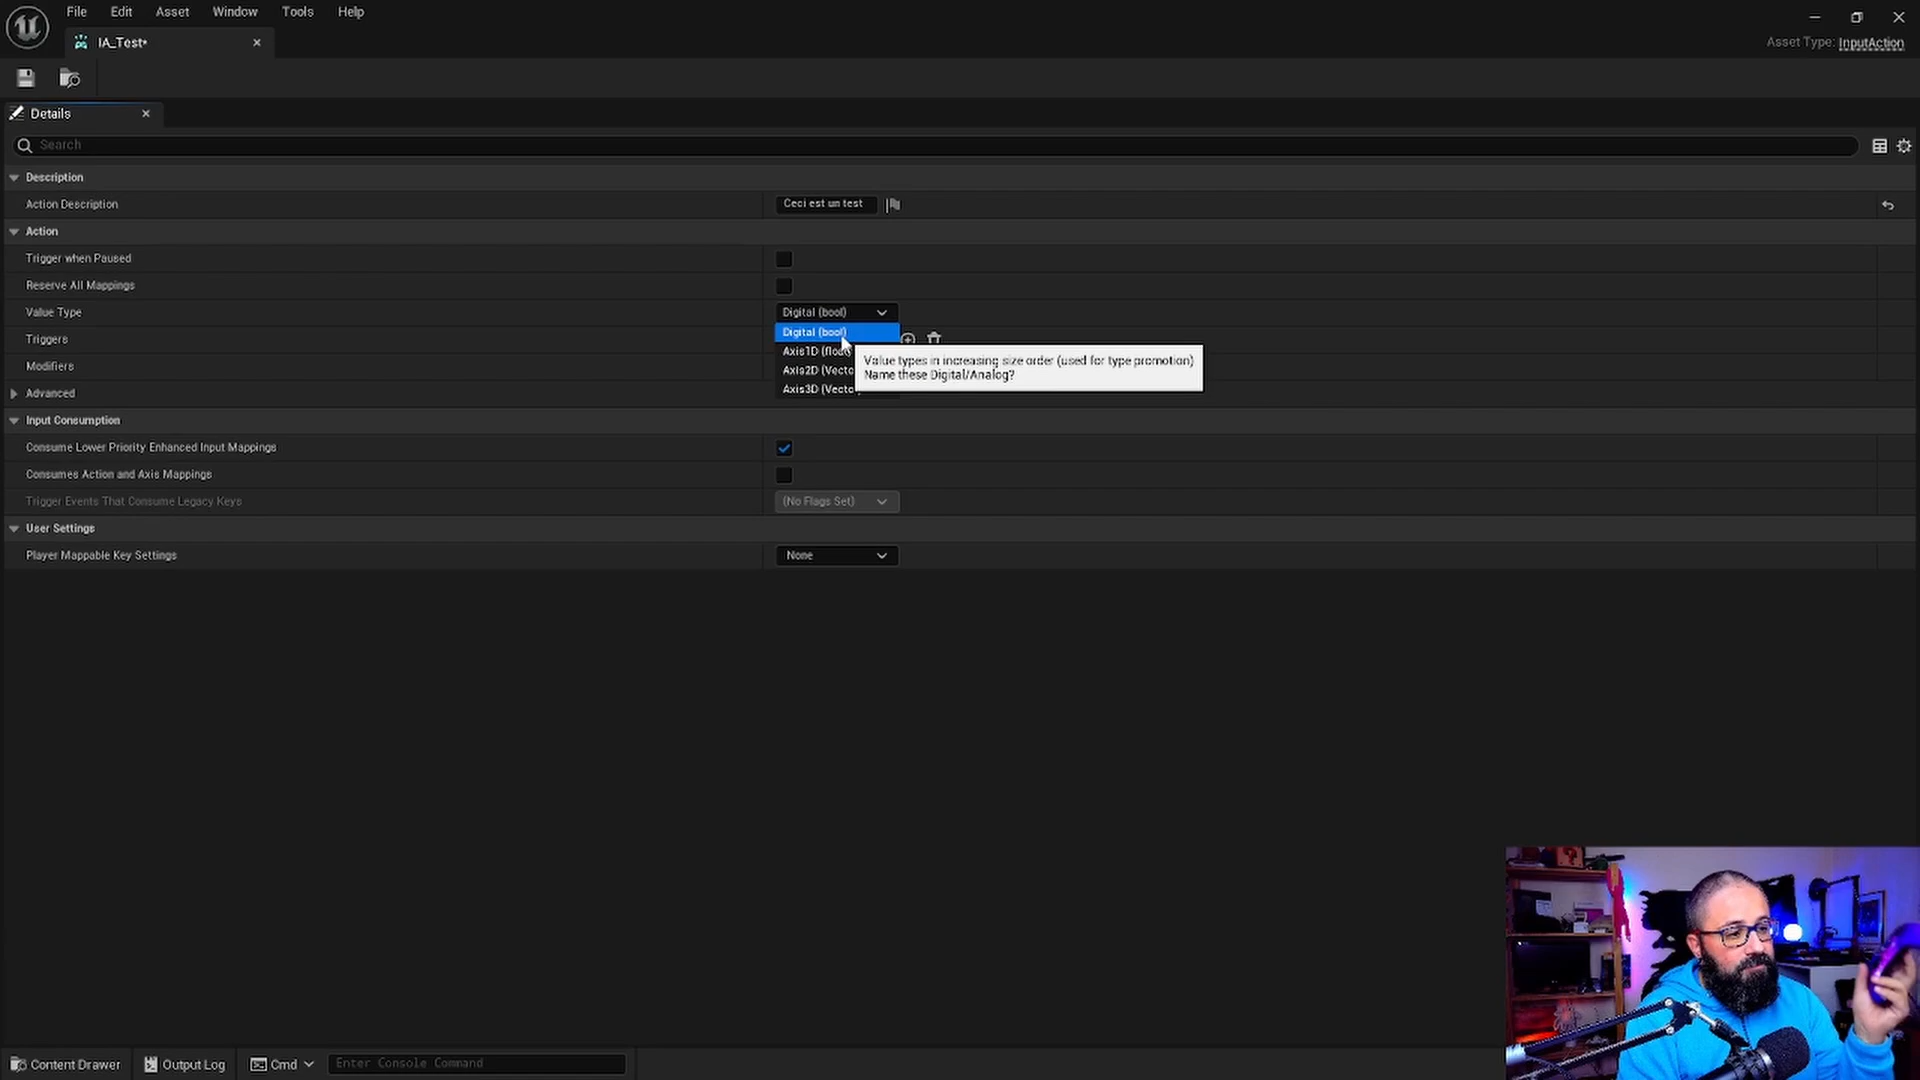 File Edit Asset Window Tools Help
IA_Test*
Asset Type: InputAction
Details
Search
Description
Action Description Ceci est un test
Action
Trigger when Paused
Reserve All Mappings
Value Type Digital (bool)
Digital (bool)
Triggers
Axis1D (float)
Value types in increasing size order (used for type promotion)
Name these Digital/Analog?
Modifiers
Axis2D (Vecto
Axis3D (Vecto
Advanced
Input Consumption
Consume Lower Priority Enhanced Input Mappings
Consumes Action and Axis Mappings
Trigger Events That Consume Legacy Keys (No Flags Set)
User Settings
Player Mappable Key Settings None
Content Drawer Output Log Cmd Enter Console Command